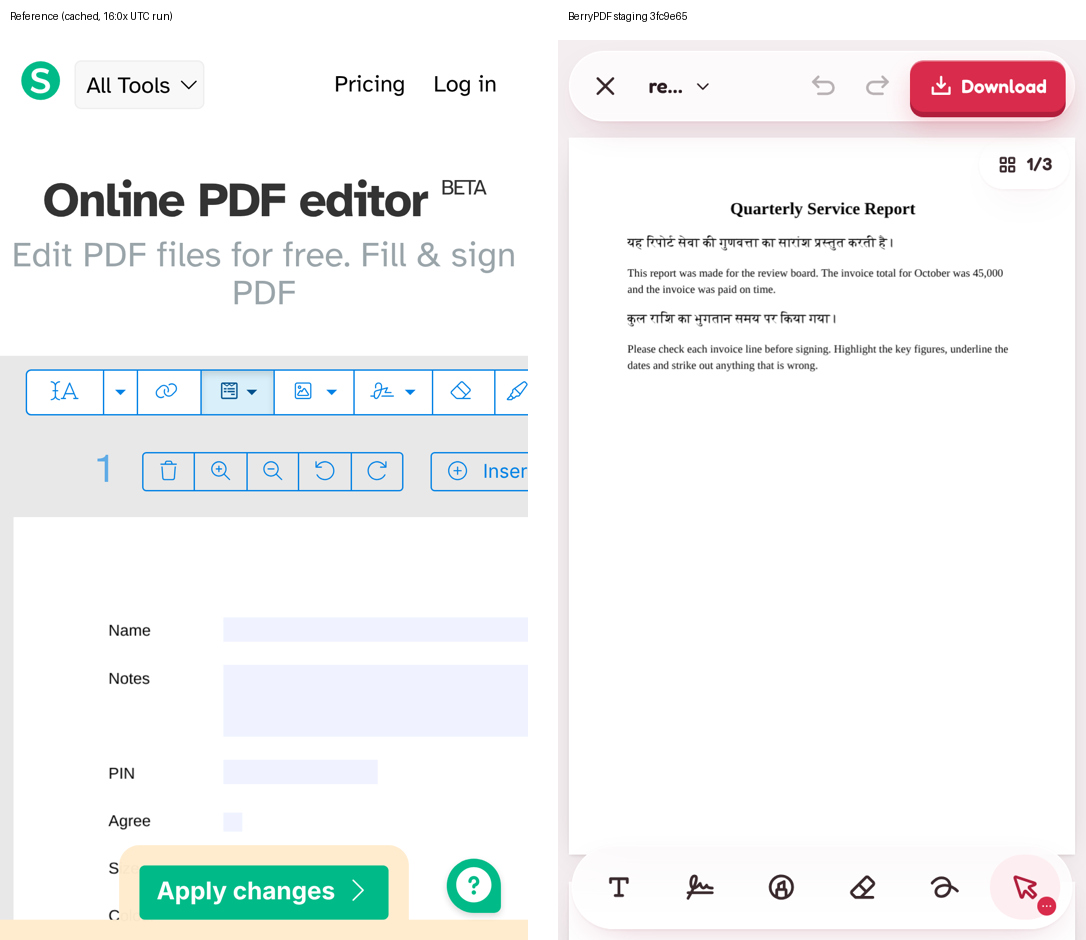 Reference (cached, 16:0x UTC run)
S
All Tools
Pricing
Log in
Online PDF editor BETA
Edit PDF files for free. Fill & sign
PDF
A
1
Inser
Name
Notes
PIN
Agree
Apply changes
?
BerryPDF staging 3fc9e65
re...
Download
1/3
Quarterly Service Report
यह रिपोर्ट सेवा की गुणवत्ता का सारांश प्रस्तुत करती है।
This report was made for the review board. The invoice total for October was 45,000
and the invoice was paid on time.
कुल राशि का भुगतान समय पर किया गया।
Please check each invoice line before signing. Highlight the key figures, underline the
dates and strike out anything that is wrong.
T